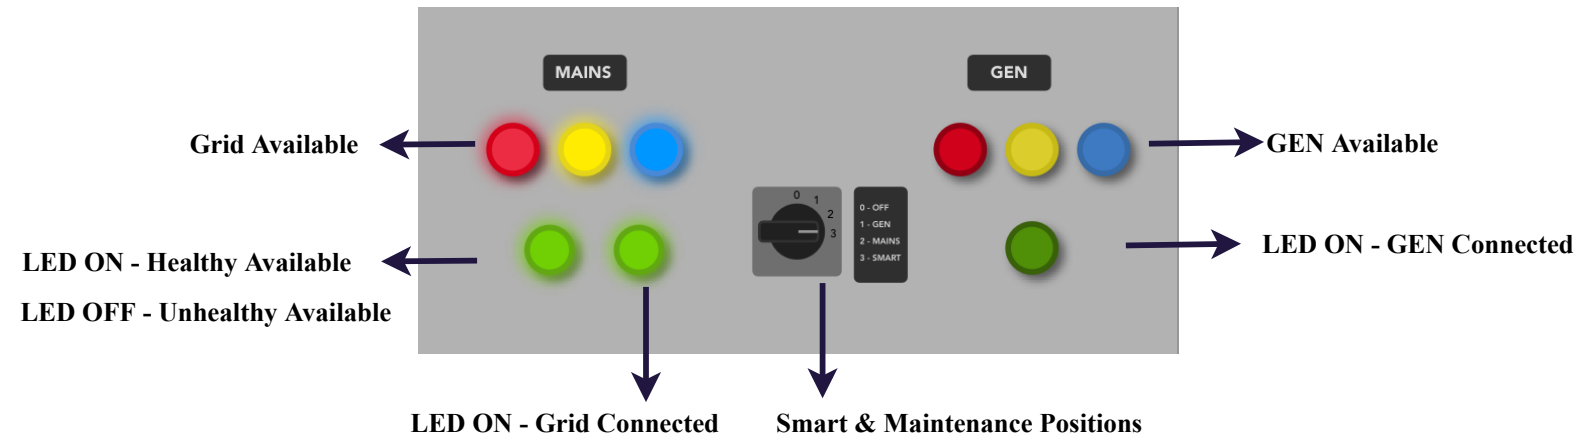 MAINS
GEN
Grid Available
GEN Available
0
1
2
3
0 - OFF
1 - GEN
2 - MAINS
3 - SMART
LED ON - Healthy Available
LED OFF - Unhealthy Available
LED ON - GEN Connected
LED ON - Grid Connected
Smart & Maintenance Positions